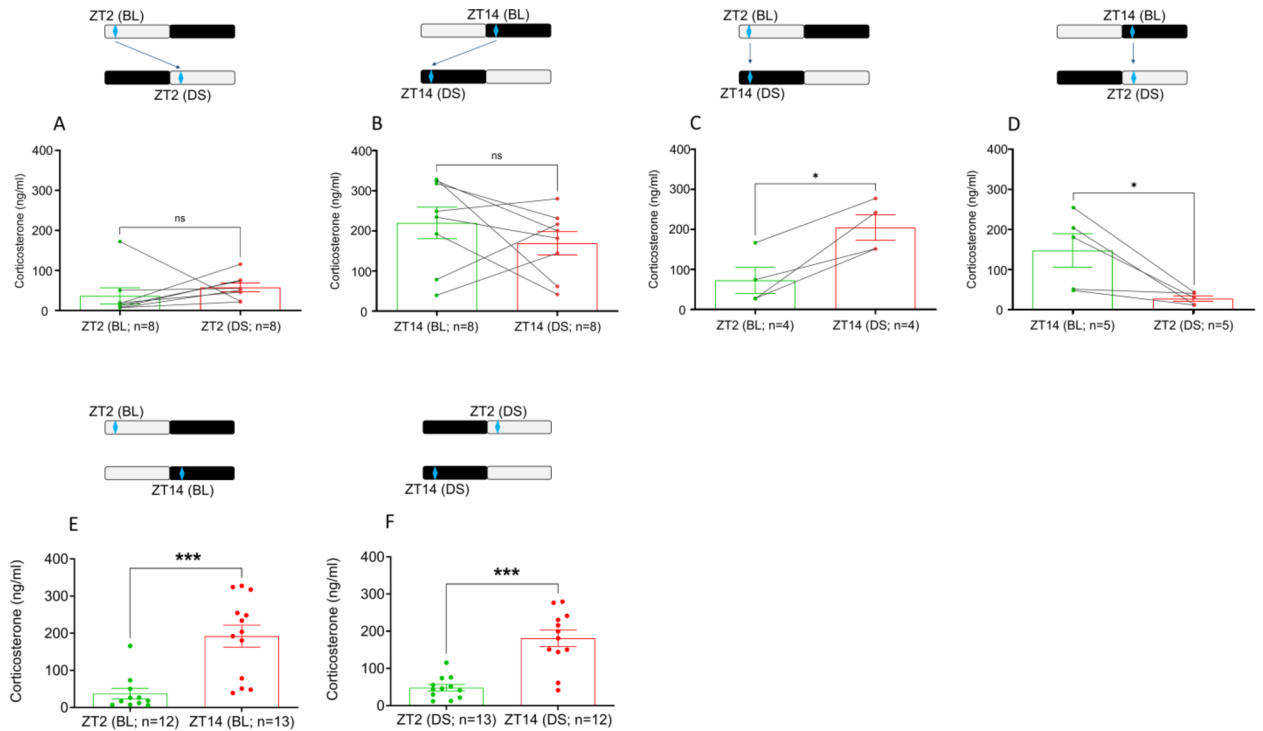 ZT2 (BL)
ZT2 (DS)
A
Corticosterone (ng/ml)
400
300
200
100
0
ns
ZT2 (BL; n=8)
ZT2 (DS; n=8)
ZT14 (BL)
ZT14 (DS)
B
Corticosterone (ng/ml)
400
300
200
100
0
ns
ZT14 (BL; n=8)
ZT14 (DS; n=8)
ZT2 (BL)
ZT14 (DS)
C
Corticosterone (ng/ml)
400
300
200
100
0
*
ZT2 (BL; n=4)
ZT14 (DS; n=4)
ZT14 (BL)
ZT2 (DS)
D
Corticosterone (ng/ml)
400
300
200
100
0
*
ZT14 (BL; n=5)
ZT2 (DS; n=5)
ZT2 (BL)
ZT14 (BL)
E
Corticosterone (ng/ml)
400
300
200
100
0
***
ZT2 (BL; n=12)
ZT14 (BL; n=13)
ZT2 (DS)
ZT14 (DS)
F
Corticosterone (ng/ml)
400
300
200
100
0
***
ZT2 (DS; n=13)
ZT14 (DS; n=12)